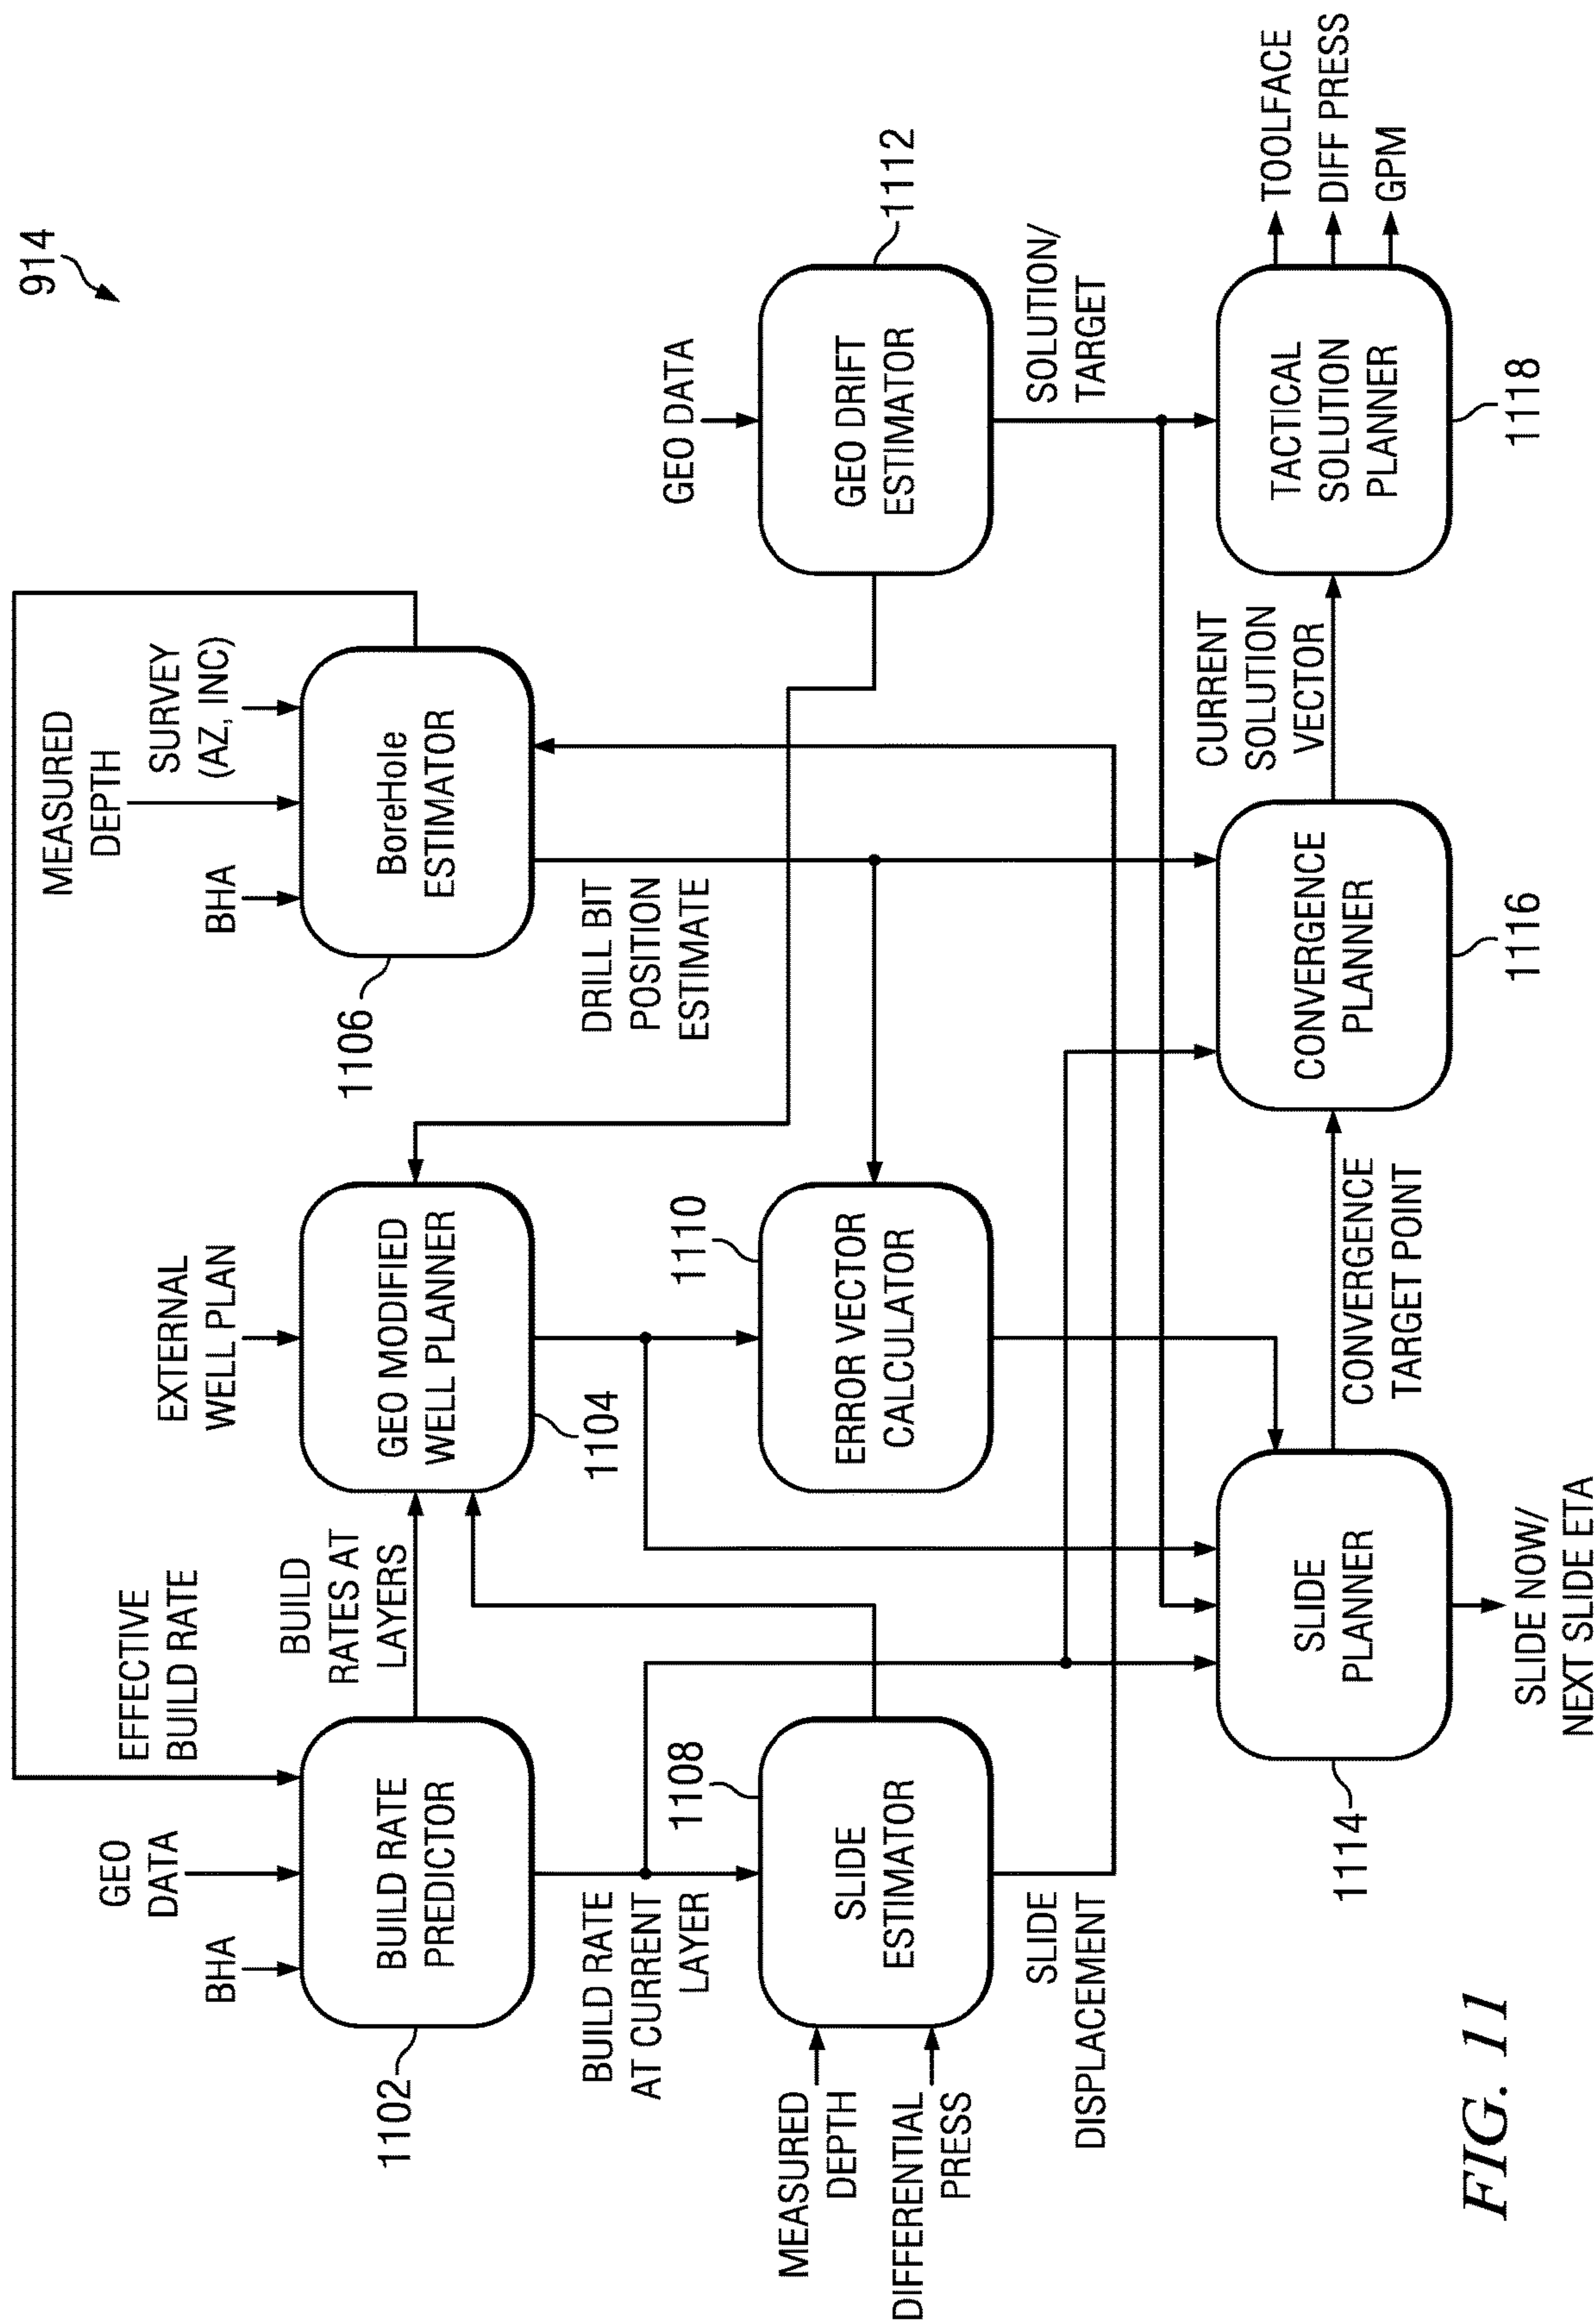 914
EFFECTIVE
BUILD RATE
GEO
DATA
BHA
BUILD RATE
PREDICTOR
1102
BUILD
RATES AT
LAYERS
EXTERNAL
WELL PLAN
GEO MODIFIED
WELL PLANNER
1104
MEASURED
DEPTH
SURVEY
(AZ, INC)
BHA
BoreHole
ESTIMATOR
1106
BUILD RATE
AT CURRENT
LAYER
DRILL BIT
POSITION
ESTIMATE
MEASURED
DEPTH
DIFFERENTIAL
PRESS
SLIDE
ESTIMATOR
1108
ERROR VECTOR
CALCULATOR
1110
GEO DATA
GEO DRIFT
ESTIMATOR
1112
SLIDE
DISPLACEMENT
SOLUTION/
TARGET
SLIDE
PLANNER
1114
SLIDE NOW/
NEXT SLIDE ETA
CONVERGENCE
TARGET POINT
CONVERGENCE
PLANNER
1116
CURRENT
SOLUTION
VECTOR
TACTICAL
SOLUTION
PLANNER
1118
TOOLFACE
DIFF PRESS
GPM
FIG. 11